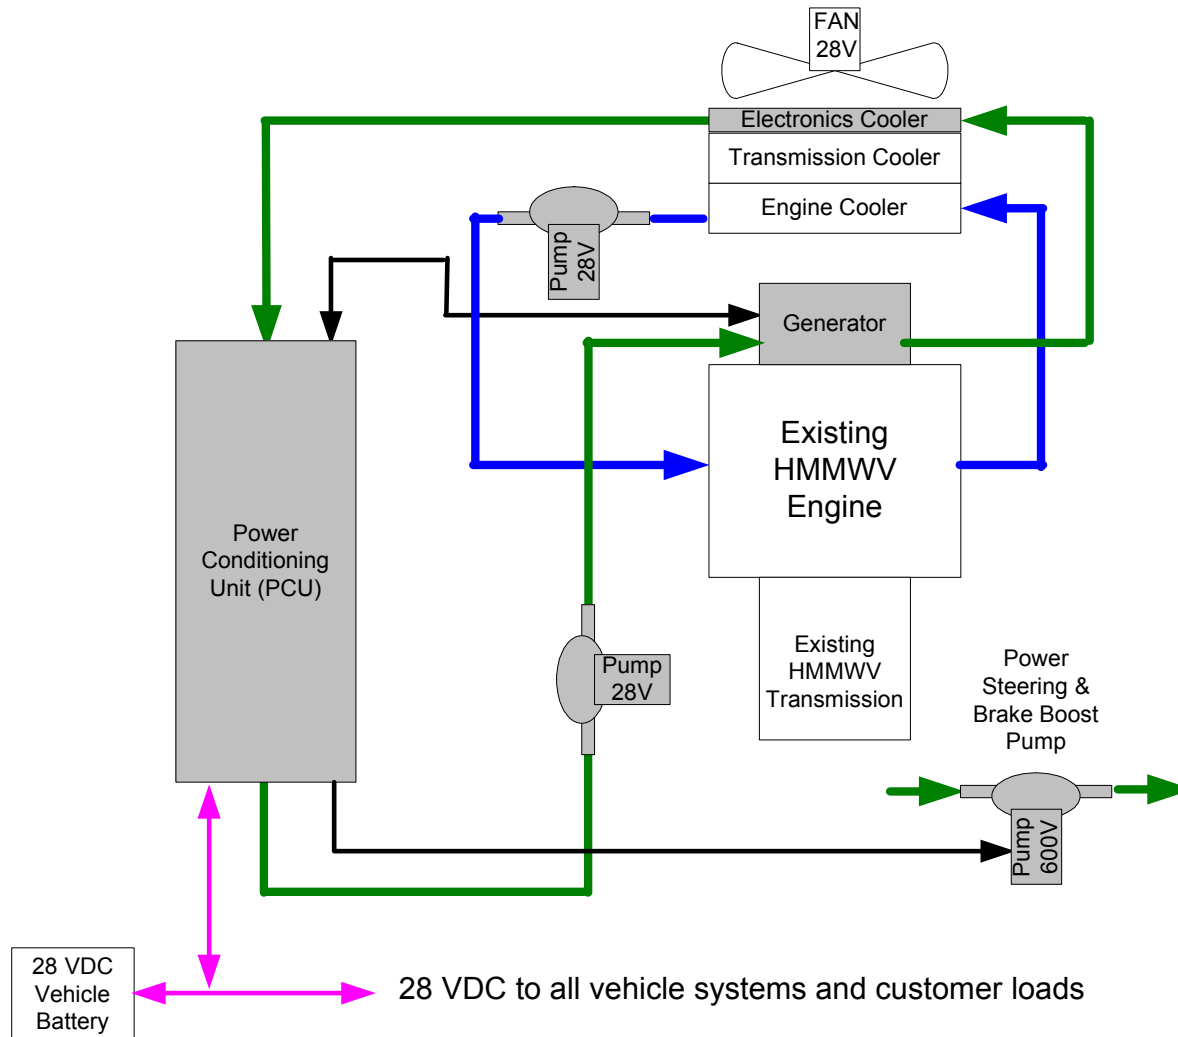 FAN
28V
Electronics Cooler
Transmission Cooler
Engine Cooler
Pump
28V
Generator
Existing
HMMWV
Engine
Power
Conditioning
Unit (PCU)
Pump
28V
Existing
HMMWV
Transmission
Power
Steering &
Brake Boost
Pump
Pump
600V
28 VDC
Vehicle
Battery
28 VDC to all vehicle systems and customer loads